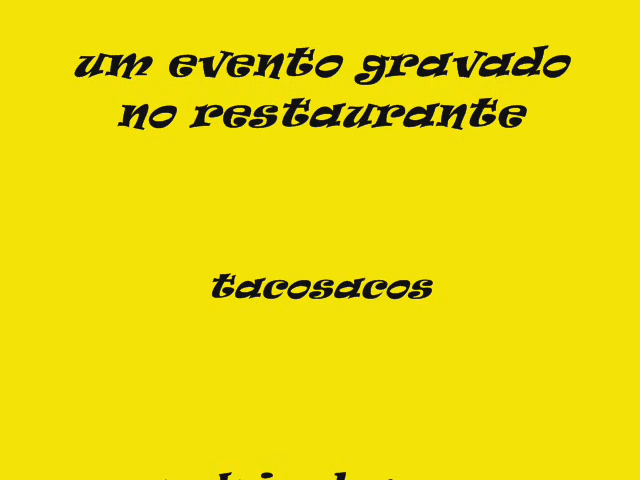 um evento gravado
no restaurante
tacosacos